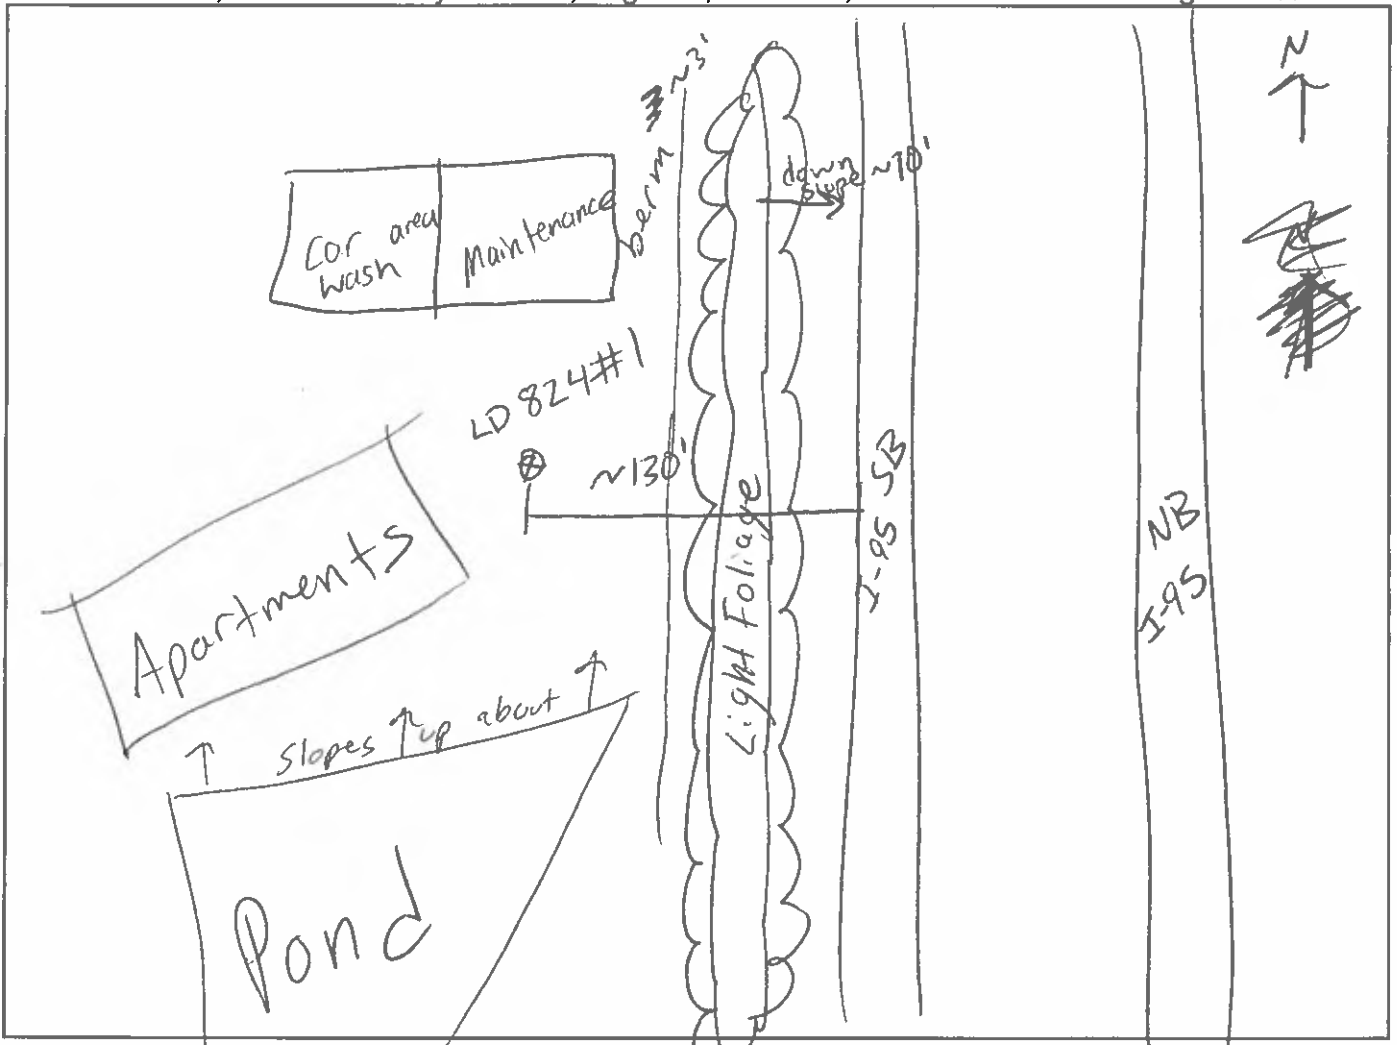 N
berm ~3'
down
slope ~10'
Car area
wash
Maintenance
LD 824#1
~130'
I-95 SB
NB
I-95
Light Foliage
Apartments
Slopes up about
Pond